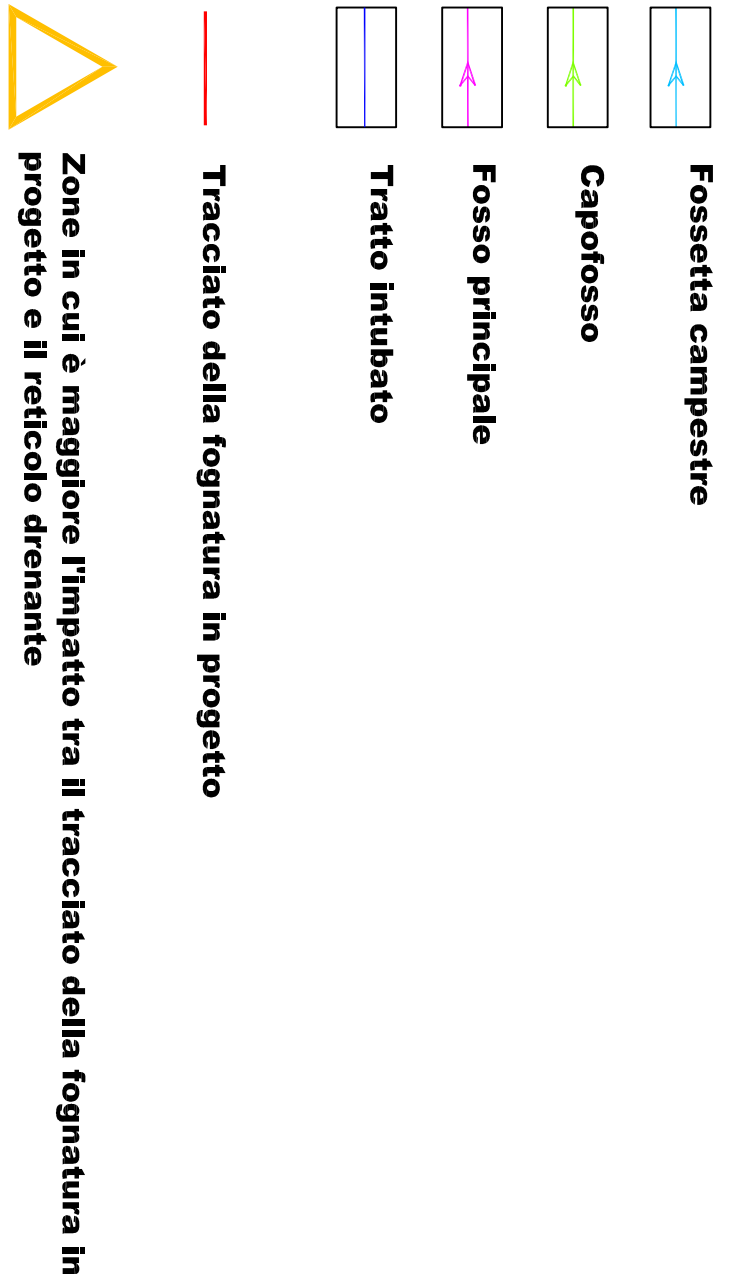 Fossetta campestre
Capofosso
Fosso principale
Tratto intubato
Tracciato della fognatura in progetto
Zone in cui è maggiore l'impatto tra il tracciato della fognatura in
progetto e il reticolo drenante